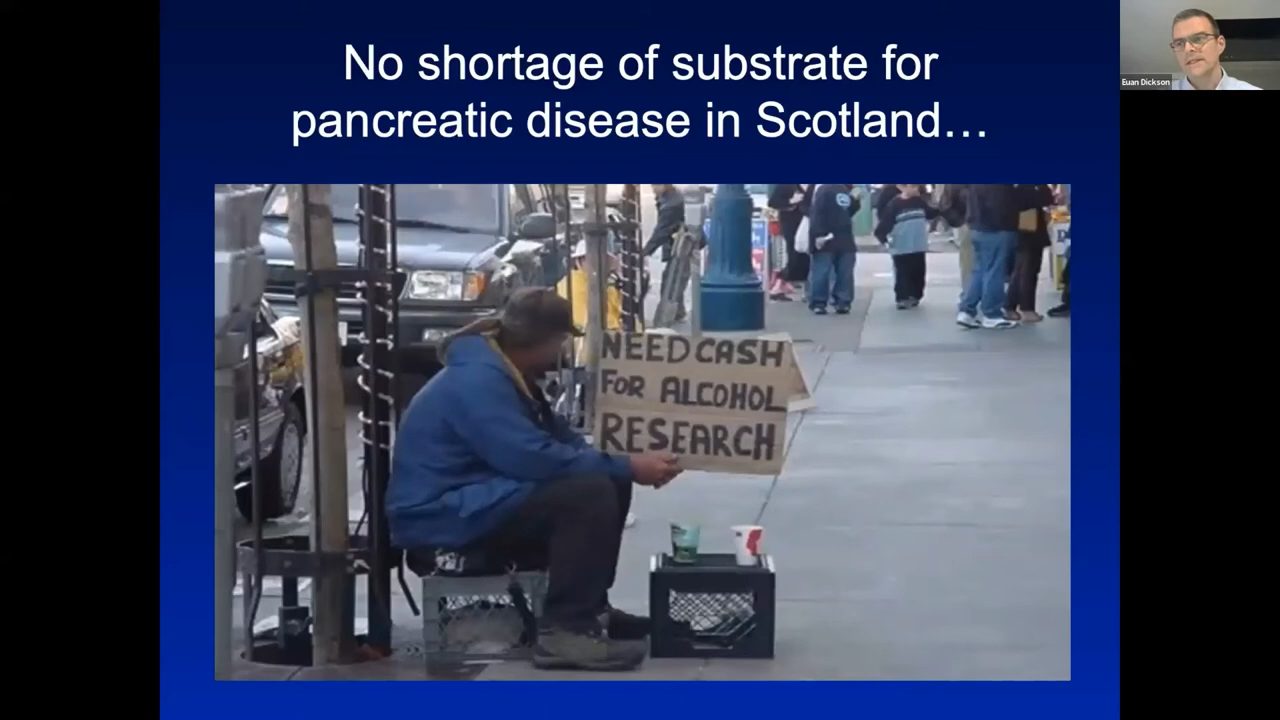 No shortage of substrate for
pancreatic disease in Scotland…
Euan Dickson
NEED CASH
FOR ALCOHOL
RESEARCH